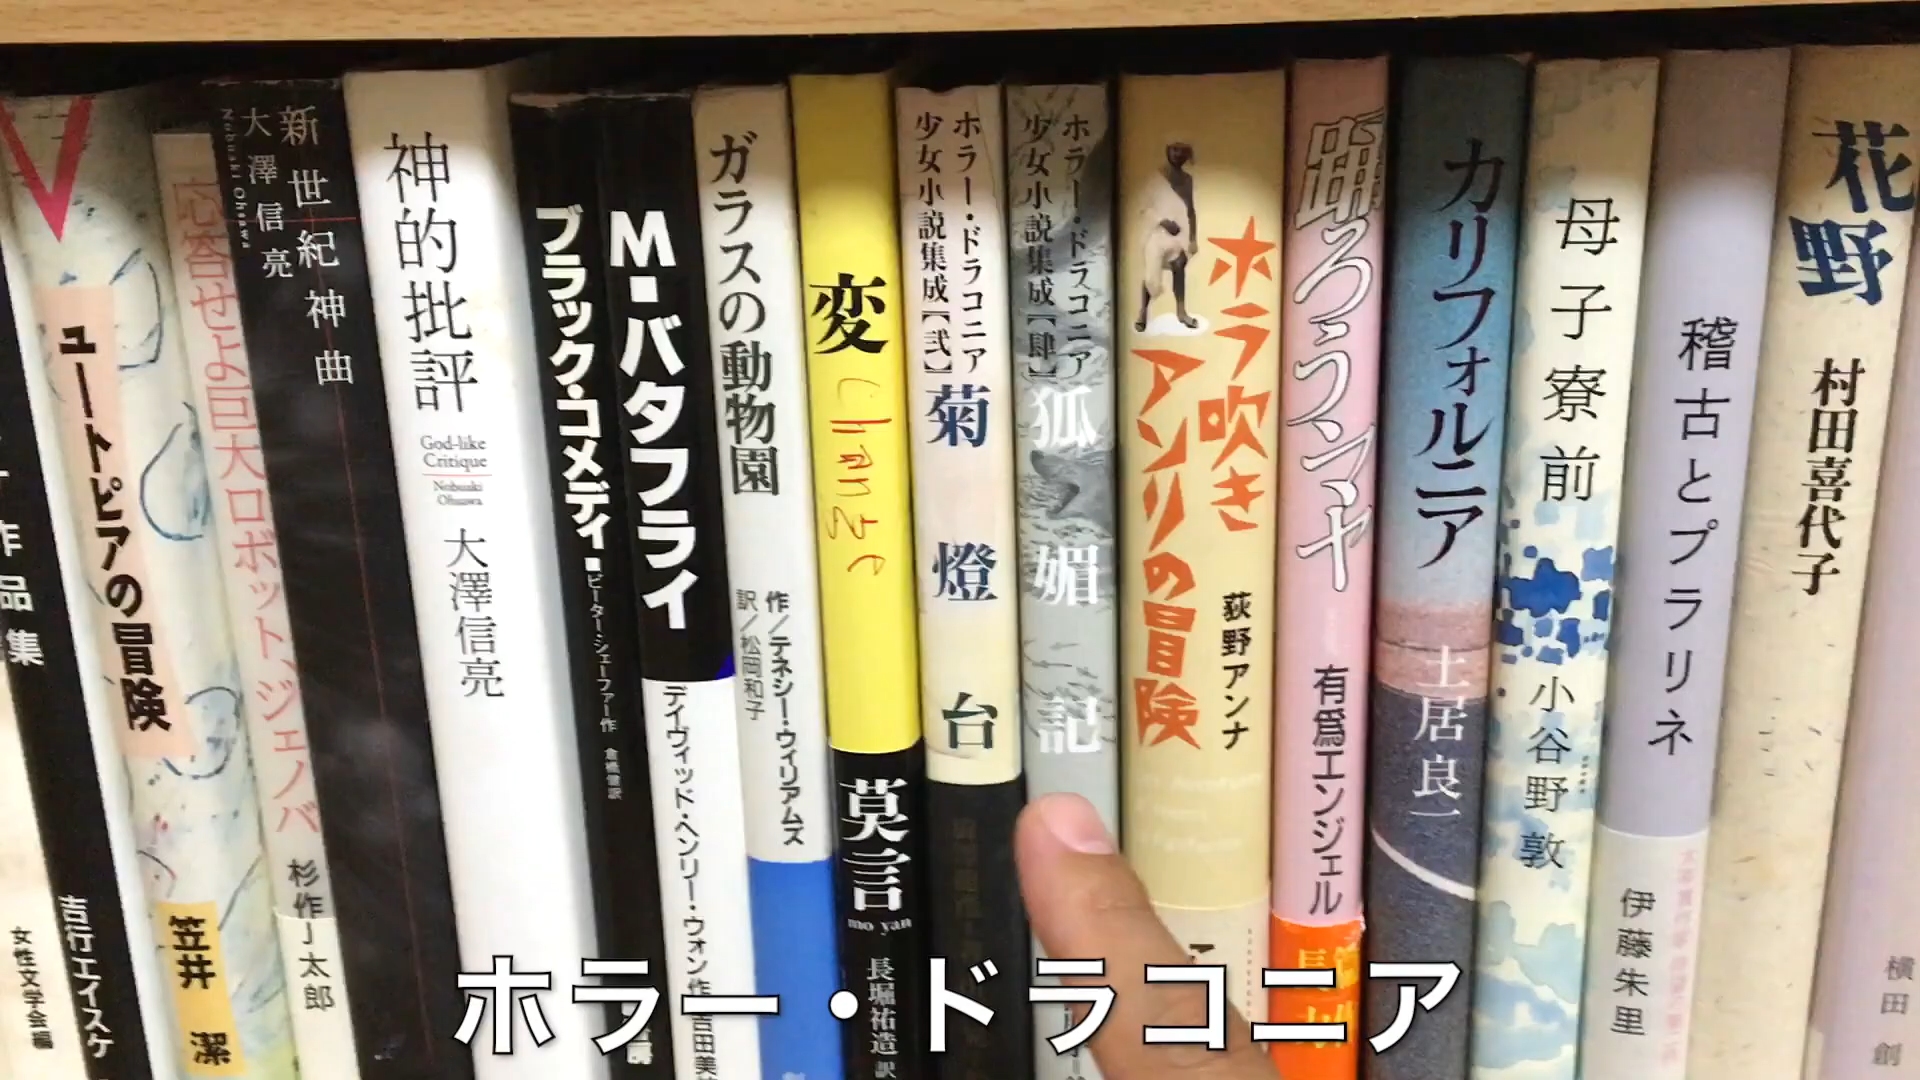 作品集
吉行エイスケ
女性文学会編
ユートピアの冒険
笠井 潔
応答せよ巨大ロボット、ジェノバ
杉作J太郎
新世紀神曲
大澤信亮
Nobuaki Ohsawa
神的批評
God-like
Critique
Nobuaki
Ohsawa
大澤信亮
ブラック・コメディ
ピーター・シェーファー作 倉橋健訳
M・バタフライ
デイヴィッド・ヘンリー・ウォン作
吉田美
ガラスの動物園
作/テネシー・ウィリアムズ
訳/松岡和子
変
Change
莫言
mo yan
長堀祐造 訳
ホラー・ドラコニア
少女小説集成【弐】
菊燈台
ホラー・ドラコニア
少女小説集成【肆】
狐媚記
ホラ吹き
アンリの冒険
荻野アンナ
踊ろう、マヤ
有爲エンジェル
カリフォルニア
土居良一
母子寮前
小谷野敦
稽古とプラリネ
伊藤朱里
花野
村田喜代子
横田 創
ホラー・ドラコニア